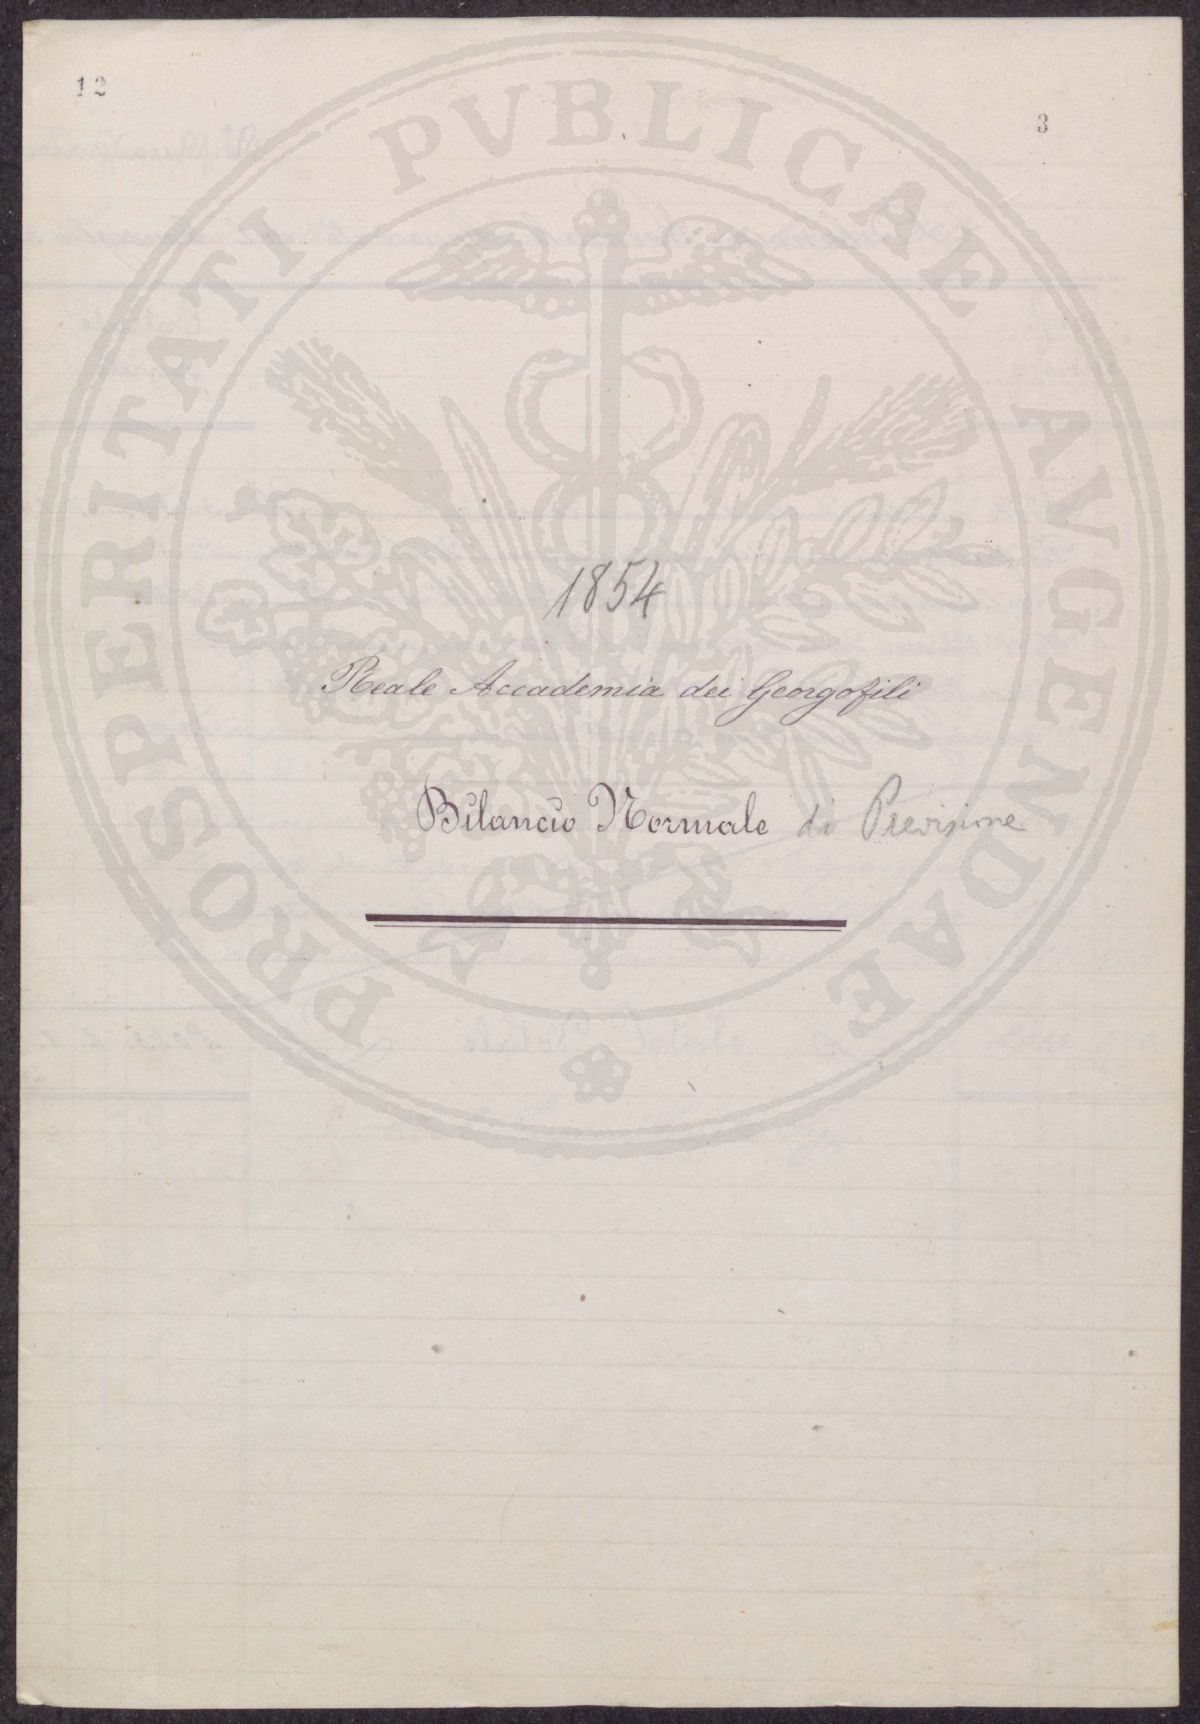 12
3
PROSPERITATI PVBLICAE AVGENDAE
1854
Reale Accademia dei Georgofili
Bilancio Normale di Previsione